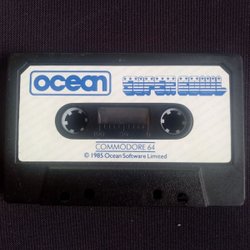 ocean
COMMODORE 64
© 1985 Ocean Software Limited